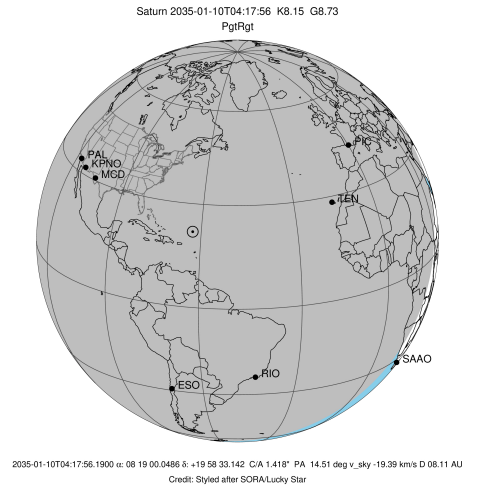 Saturn 2035-01-10T04:17:56 K8.15 G8.73
PgtRgt
PIC
PAL
KPNO
MCD
TEN
SAAO
RIO
ESO
2035-01-10T04:17:56.1900 α: 08 19 00.0486 δ: +19 58 33.142 C/A 1.418" PA 14.51 deg v_sky -19.39 km/s D 08.11 AU
Credit: Styled after SORA/Lucky Star